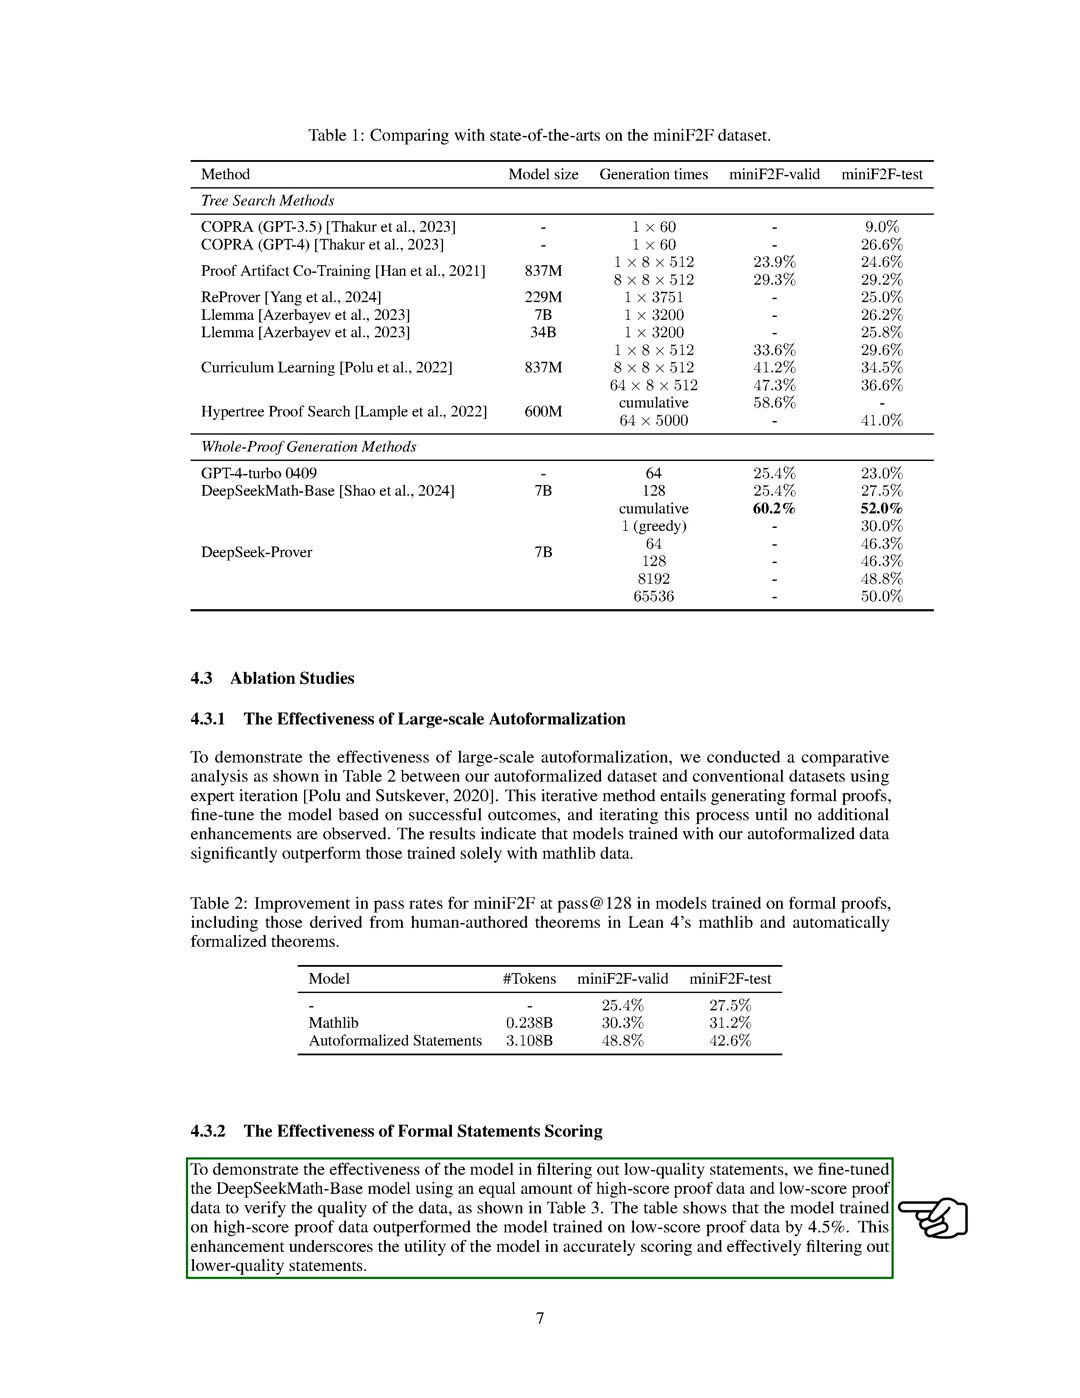 Table 1: Comparing with state-of-the-arts on the miniF2F dataset.
Method Model size Generation times miniF2F-valid miniF2F-test
Tree Search Methods
COPRA (GPT-3.5) [Thakur et al., 2023] - 1 × 60 - 9.0%
COPRA (GPT-4) [Thakur et al., 2023] - 1 × 60 - 26.6%
Proof Artifact Co-Training [Han et al., 2021] 837M 1 × 8 × 512 23.9% 24.6%
8 × 8 × 512 29.3% 29.2%
ReProver [Yang et al., 2024] 229M 1 × 3751 - 25.0%
Llemma [Azerbayev et al., 2023] 7B 1 × 3200 - 26.2%
Llemma [Azerbayev et al., 2023] 34B 1 × 3200 - 25.8%
1 × 8 × 512 33.6% 29.6%
Curriculum Learning [Polu et al., 2022] 837M 8 × 8 × 512 41.2% 34.5%
64 × 8 × 512 47.3% 36.6%
Hypertree Proof Search [Lample et al., 2022] 600M cumulative 58.6% -
64 × 5000 - 41.0%
Whole-Proof Generation Methods
GPT-4-turbo 0409 - 64 25.4% 23.0%
DeepSeekMath-Base [Shao et al., 2024] 7B 128 25.4% 27.5%
cumulative 60.2% 52.0%
1 (greedy) - 30.0%
DeepSeek-Prover 7B 64 - 46.3%
128 - 46.3%
8192 - 48.8%
65536 - 50.0%
4.3 Ablation Studies
4.3.1 The Effectiveness of Large-scale Autoformalization
To demonstrate the effectiveness of large-scale autoformalization, we conducted a comparative
analysis as shown in Table 2 between our autoformalized dataset and conventional datasets using
expert iteration [Polu and Sutskever, 2020]. This iterative method entails generating formal proofs,
fine-tune the model based on successful outcomes, and iterating this process until no additional
enhancements are observed. The results indicate that models trained with our autoformalized data
significantly outperform those trained solely with mathlib data.
Table 2: Improvement in pass rates for miniF2F at pass@128 in models trained on formal proofs,
including those derived from human-authored theorems in Lean 4's mathlib and automatically
formalized theorems.
Model #Tokens miniF2F-valid miniF2F-test
- - 25.4% 27.5%
Mathlib 0.238B 30.3% 31.2%
Autoformalized Statements 3.108B 48.8% 42.6%
4.3.2 The Effectiveness of Formal Statements Scoring
To demonstrate the effectiveness of the model in filtering out low-quality statements, we fine-tuned
the DeepSeekMath-Base model using an equal amount of high-score proof data and low-score proof
data to verify the quality of the data, as shown in Table 3. The table shows that the model trained
on high-score proof data outperformed the model trained on low-score proof data by 4.5%. This
enhancement underscores the utility of the model in accurately scoring and effectively filtering out
lower-quality statements.
7